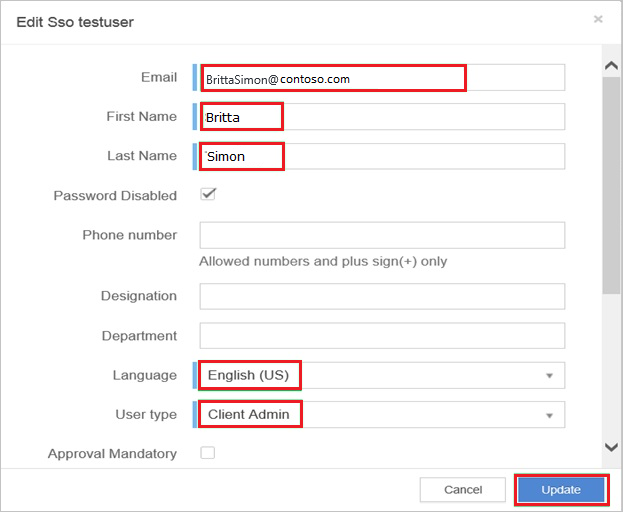 Edit Sso testuser
Email BrittaSimon@contoso.com
First Name Britta
Last Name Simon
Password Disabled
Phone number
Allowed numbers and plus sign(+) only
Designation
Department
Language English (US)
User type Client Admin
Approval Mandatory
Cancel Update